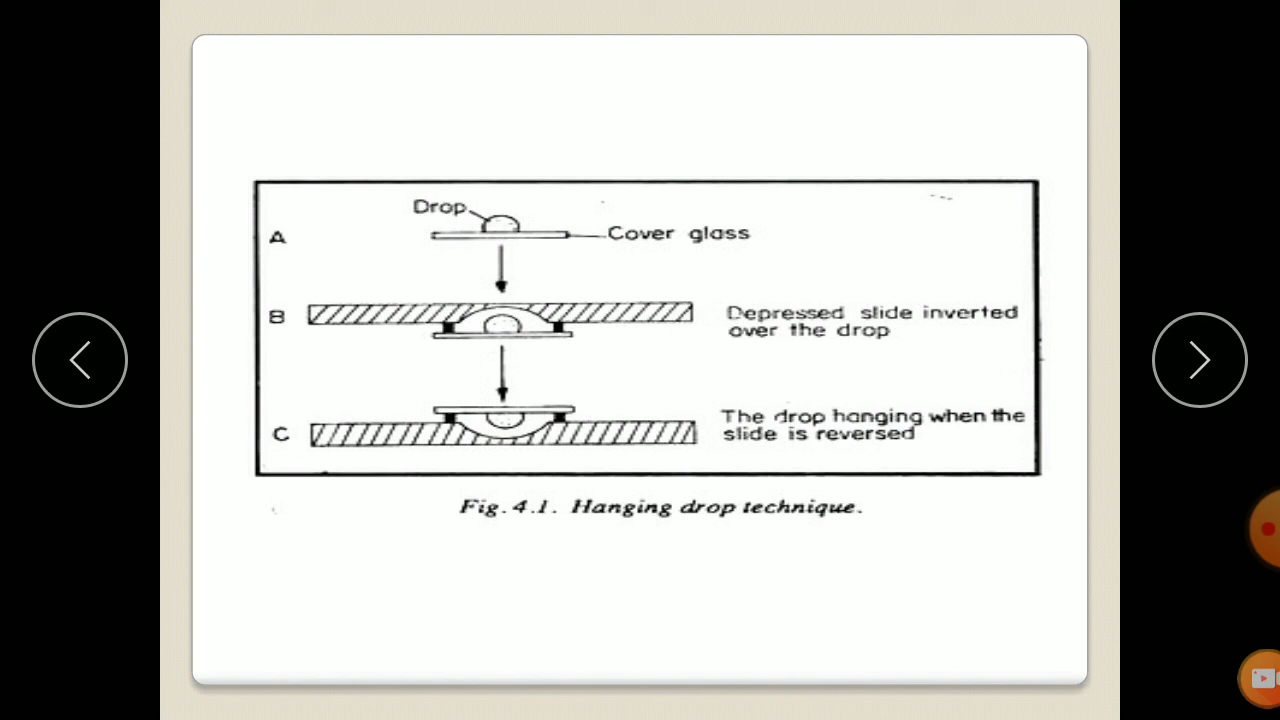 Drop
A
Cover glass
B
Depressed slide inverted
over the drop
C
The drop hanging when the
slide is reversed
Fig. 4.1. Hanging drop technique.